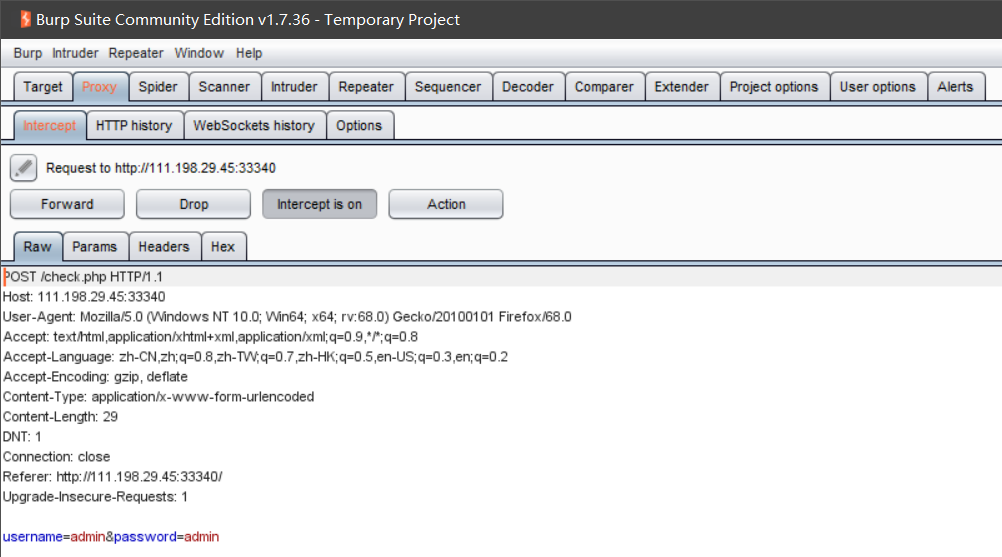 Burp Suite Community Edition v1.7.36 - Temporary Project
Burp Intruder Repeater Window Help
Target Proxy Spider Scanner Intruder Repeater Sequencer Decoder Comparer Extender Project options User options Alerts
Intercept HTTP history WebSockets history Options
Request to http://111.198.29.45:33340
Forward Drop Intercept is on Action
Raw Params Headers Hex
POST /check.php HTTP/1.1
Host: 111.198.29.45:33340
User-Agent: Mozilla/5.0 (Windows NT 10.0; Win64; x64; rv:68.0) Gecko/20100101 Firefox/68.0
Accept: text/html,application/xhtml+xml,application/xml;q=0.9,*/*;q=0.8
Accept-Language: zh-CN,zh;q=0.8,zh-TW;q=0.7,zh-HK;q=0.5,en-US;q=0.3,en;q=0.2
Accept-Encoding: gzip, deflate
Content-Type: application/x-www-form-urlencoded
Content-Length: 29
DNT: 1
Connection: close
Referer: http://111.198.29.45:33340/
Upgrade-Insecure-Requests: 1
username=admin&password=admin